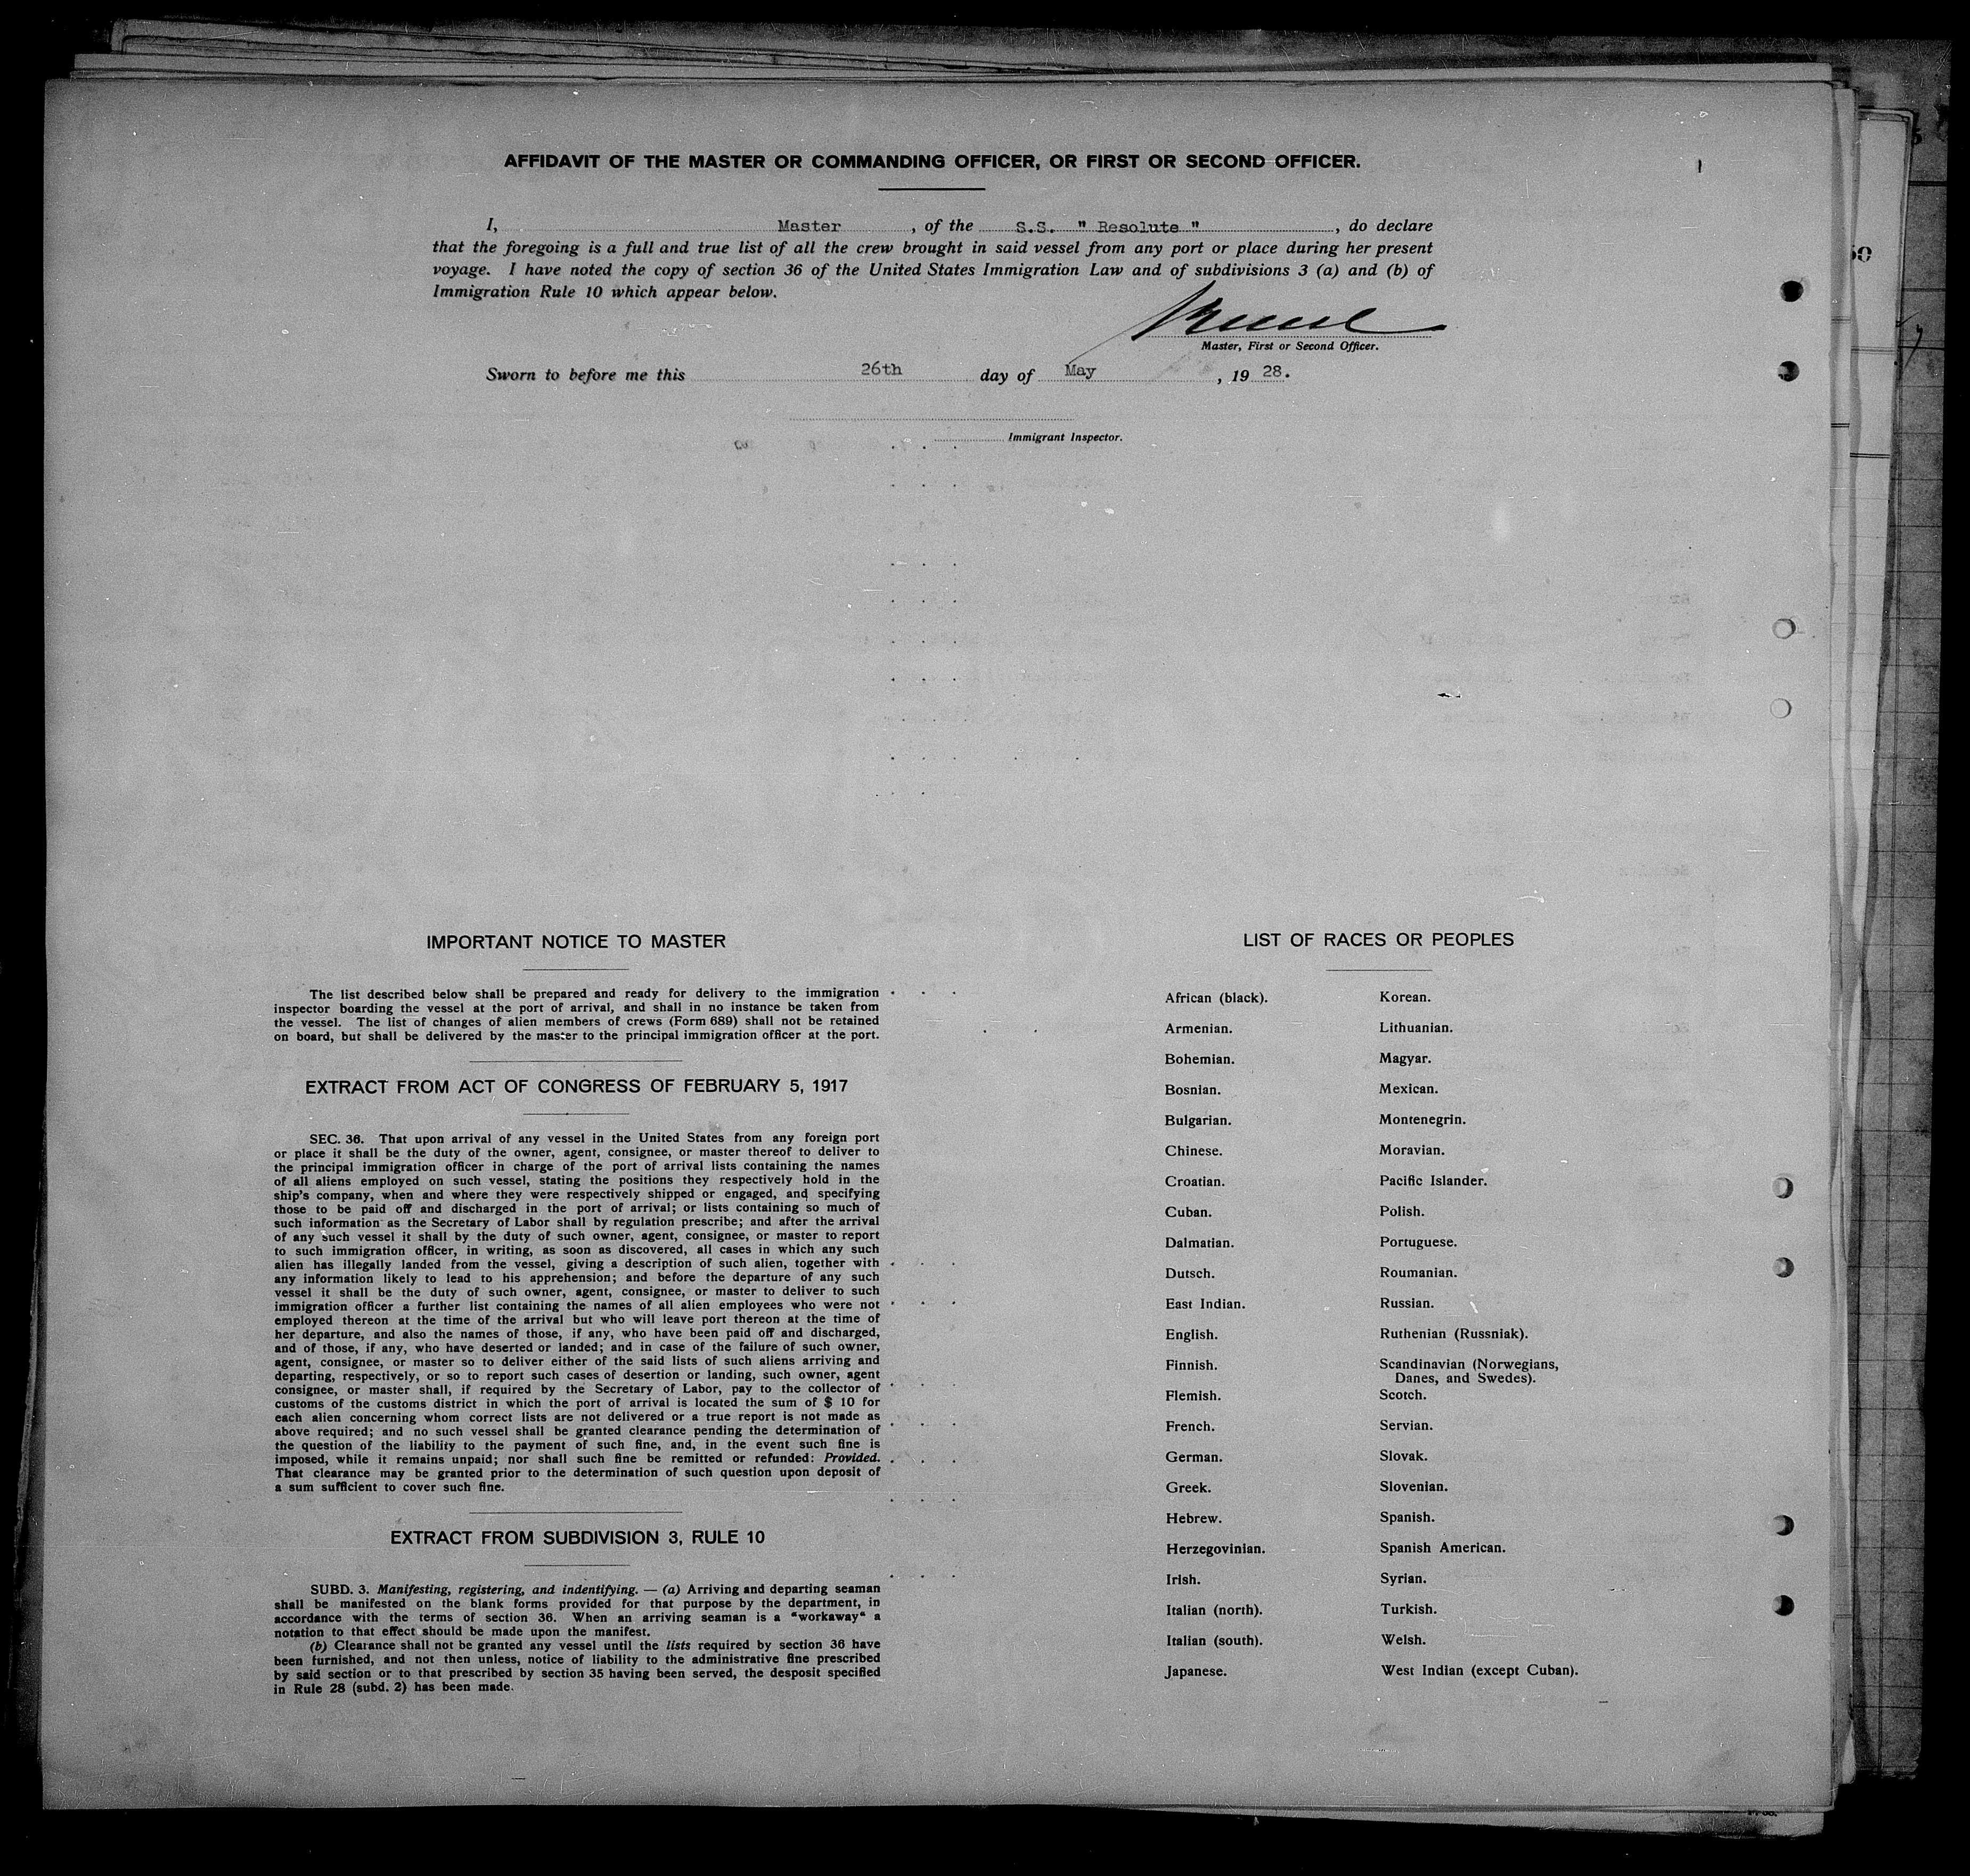 AFFIDAVIT OF THE MASTER OR COMMANDING OFFICER, OR FIRST OR SECOND OFFICER.
I, Master, of the S.S. " Resolute ", do declare
that the foregoing is a full and true list of all the crew brought in said vessel from any port or place during her present
voyage. I have noted the copy of section 36 of the United States Immigration Law and of subdivisions 3 (a) and (b) of
Immigration Rule 10 which appear below.
Master, First or Second Officer.
Sworn to before me this 26th day of May, 19 28.
Immigrant Inspector.
IMPORTANT NOTICE TO MASTER
The list described below shall be prepared and ready for delivery to the immigration
inspector boarding the vessel at the port of arrival, and shall in no instance be taken from
the vessel. The list of changes of alien members of crews (Form 689) shall not be retained
on board, but shall be delivered by the master to the principal immigration officer at the port.
EXTRACT FROM ACT OF CONGRESS OF FEBRUARY 5, 1917
SEC. 36. That upon arrival of any vessel in the United States from any foreign port
or place it shall be the duty of the owner, agent, consignee, or master thereof to deliver to
the principal immigration officer in charge of the port of arrival lists containing the names
of all aliens employed on such vessel, stating the positions they respectively hold in the
ship's company, when and where they were respectively shipped or engaged, and specifying
those to be paid off and discharged in the port of arrival; or lists containing so much of
such information as the Secretary of Labor shall by regulation prescribe; and after the arrival
of any such vessel it shall by the duty of such owner, agent, consignee, or master to report
to such immigration officer, in writing, as soon as discovered, all cases in which any such
alien has illegally landed from the vessel, giving a description of such alien, together with
any information likely to lead to his apprehension; and before the departure of any such
vessel it shall be the duty of such owner, agent, consignee, or master to deliver to such
immigration officer a further list containing the names of all alien employees who were not
employed thereon at the time of the arrival but who will leave port thereon at the time of
her departure, and also the names of those, if any, who have been paid off and discharged,
and of those, if any, who have deserted or landed; and in case of the failure of such owner,
agent, consignee, or master so to deliver either of the said lists of such aliens arriving and
departing, respectively, or so to report such cases of desertion or landing, such owner, agent
consignee, or master shall, if required by the Secretary of Labor, pay to the collector of
customs of the customs district in which the port of arrival is located the sum of $ 10 for
each alien concerning whom correct lists are not delivered or a true report is not made as
above required; and no such vessel shall be granted clearance pending the determination of
the question of the liability to the payment of such fine, and, in the event such fine is
imposed, while it remains unpaid; nor shall such fine be remitted or refunded: Provided.
That clearance may be granted prior to the determination of such question upon deposit of
a sum sufficient to cover such fine.
EXTRACT FROM SUBDIVISION 3, RULE 10
SUBD. 3. Manifesting, registering, and indentifying. — (a) Arriving and departing seaman
shall be manifested on the blank forms provided for that purpose by the department, in
accordance with the terms of section 36. When an arriving seaman is a "workaway" a
notation to that effect should be made upon the manifest.
(b) Clearance shall not be granted any vessel until the lists required by section 36 have
been furnished, and not then unless, notice of liability to the administrative fine prescribed
by said section or to that prescribed by section 35 having been served, the desposit specified
in Rule 28 (subd. 2) has been made.
LIST OF RACES OR PEOPLES
African (black).
Armenian.
Bohemian.
Bosnian.
Bulgarian.
Chinese.
Croatian.
Cuban.
Dalmatian.
Dutsch.
East Indian.
English.
Finnish.
Flemish.
French.
German.
Greek.
Hebrew.
Herzegovinian.
Irish.
Italian (north).
Italian (south).
Japanese.
Korean.
Lithuanian.
Magyar.
Mexican.
Montenegrin.
Moravian.
Pacific Islander.
Polish.
Portuguese.
Roumanian.
Russian.
Ruthenian (Russniak).
Scandinavian (Norwegians,
Danes, and Swedes).
Scotch.
Servian.
Slovak.
Slovenian.
Spanish.
Spanish American.
Syrian.
Turkish.
Welsh.
West Indian (except Cuban).